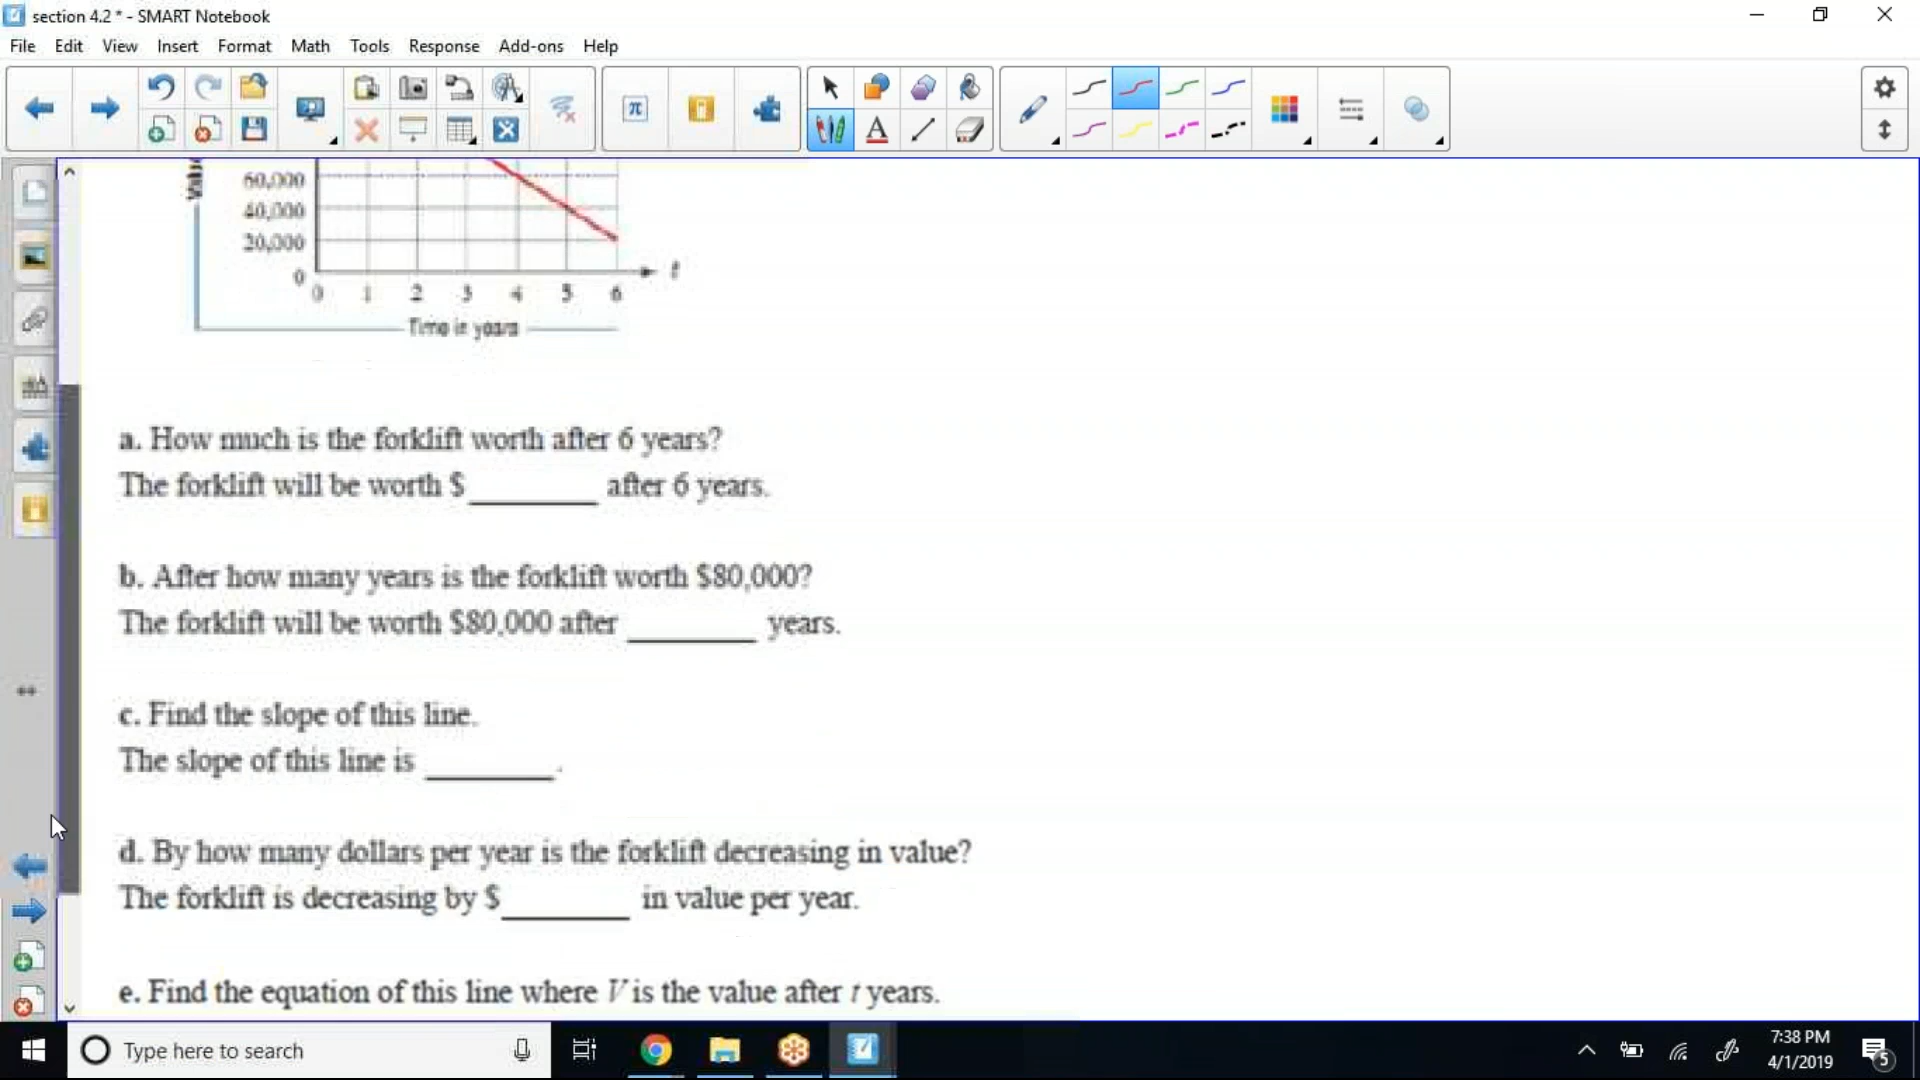 section 4.2 * - SMART Notebook
File Edit View Insert Format Math Tools Response Add-ons Help
π
A
60,000
40,000
20,000
0
0 1 2 3 4 5 6
t
Time in years
a. How much is the forklift worth after 6 years?
The forklift will be worth $ ________ after 6 years.
b. After how many years is the forklift worth $80,000?
The forklift will be worth $80,000 after ________ years.
c. Find the slope of this line.
The slope of this line is ________.
d. By how many dollars per year is the forklift decreasing in value?
The forklift is decreasing by $ ________ in value per year.
e. Find the equation of this line where V is the value after t years.
Type here to search
7:38 PM
4/1/2019
5